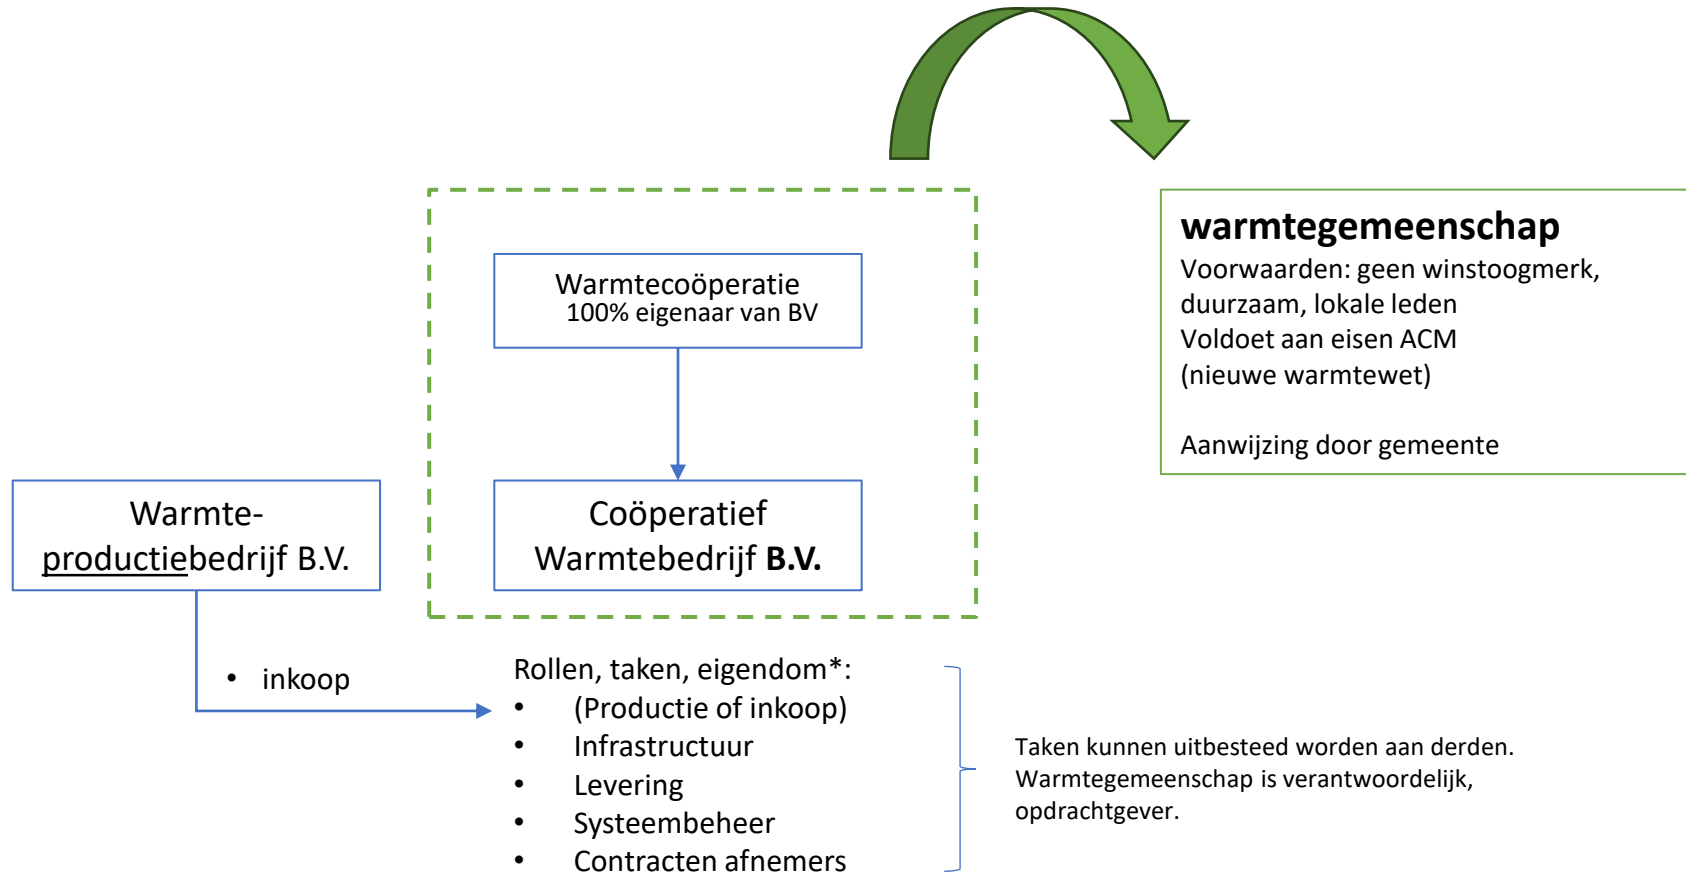 warmtegemeenschap
Voorwaarden: geen winstoogmerk,
duurzaam, lokale leden
Voldoet aan eisen ACM
(nieuwe warmtewet)
Aanwijzing door gemeente
Warmtecoöperatie
100% eigenaar van BV
Warmte-
productiebedrijf B.V.
Coöperatief
Warmtebedrijf B.V.
• inkoop
Rollen, taken, eigendom*:
• (Productie of inkoop)
• Infrastructuur
• Levering
• Systeembeheer
• Contracten afnemers
Taken kunnen uitbesteed worden aan derden.
Warmtegemeenschap is verantwoordelijk,
opdrachtgever.